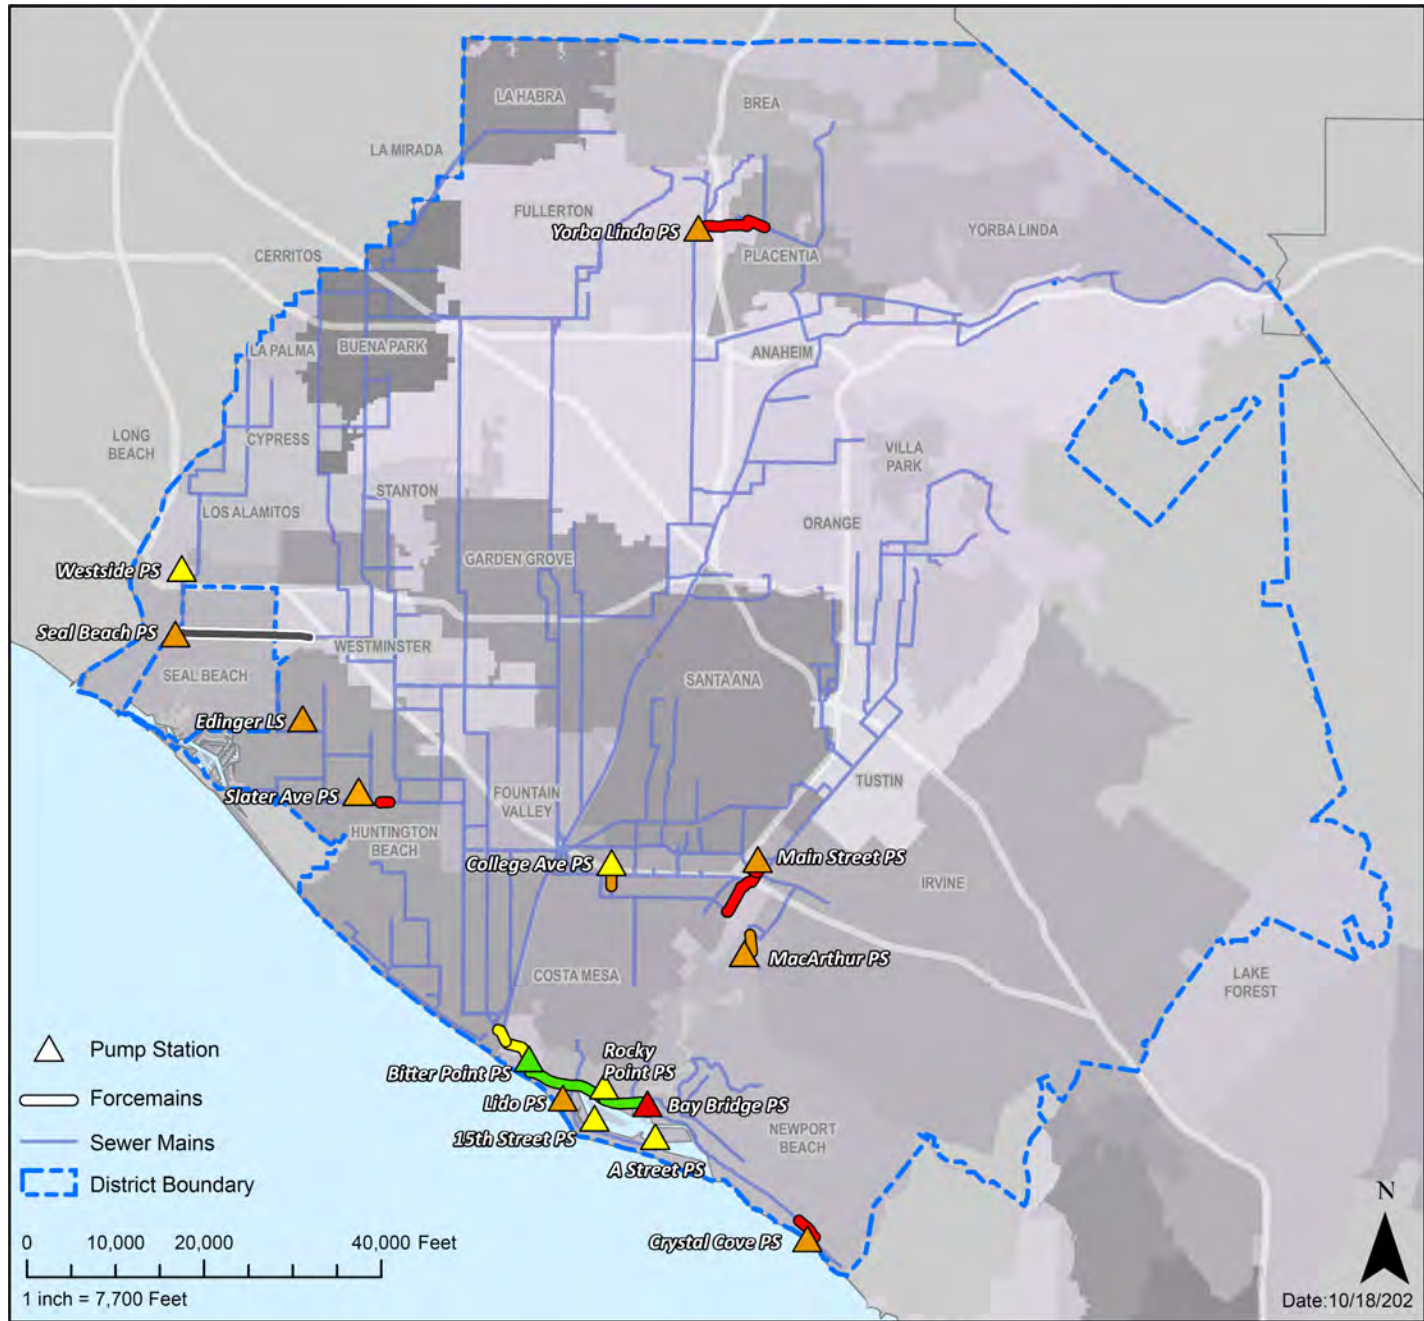 LA HABRA
BREA
LA MIRADA
FULLERTON
Yorba Linda PS
YORBA LINDA
CERRITOS
PLACENTIA
LA PALMA
BUENA PARK
ANAHEIM
LONG
BEACH
CYPRESS
VILLA
PARK
STANTON
LOS ALAMITOS
ORANGE
GARDEN GROVE
Westside PS
Seal Beach PS
WESTMINSTER
SEAL BEACH
SANTA ANA
Edinger LS
TUSTIN
Slater Ave PS
FOUNTAIN
VALLEY
HUNTINGTON
BEACH
College Ave PS
Main Street PS
IRVINE
MacArthur PS
COSTA MESA
LAKE
FOREST
Rocky
Point PS
Bitter Point PS
Lido PS
Bay Bridge PS
15th Street PS
NEWPORT
BEACH
A Street PS
Crystal Cove PS
Pump Station
Forcemains
Sewer Mains
District Boundary
0 10,000 20,000 40,000 Feet
1 inch = 7,700 Feet
N
Date:10/18/202